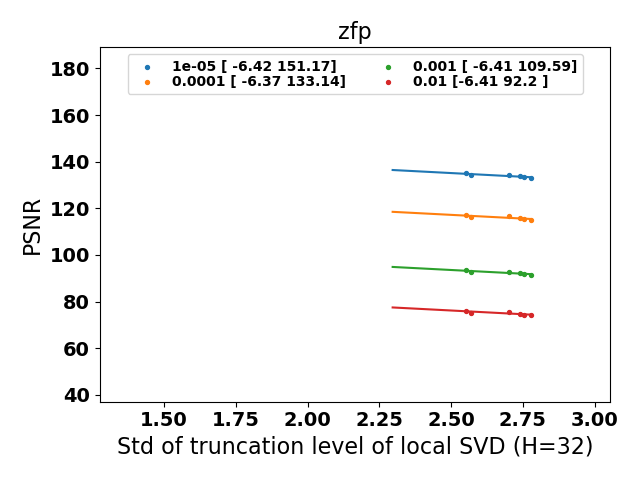 zfp
1e-05 [ -6.42 151.17]
0.0001 [ -6.37 133.14]
0.001 [ -6.41 109.59]
0.01 [-6.41 92.2 ]
PSNR
180
160
140
120
100
80
60
40
1.50 1.75 2.00 2.25 2.50 2.75 3.00
Std of truncation level of local SVD (H=32)